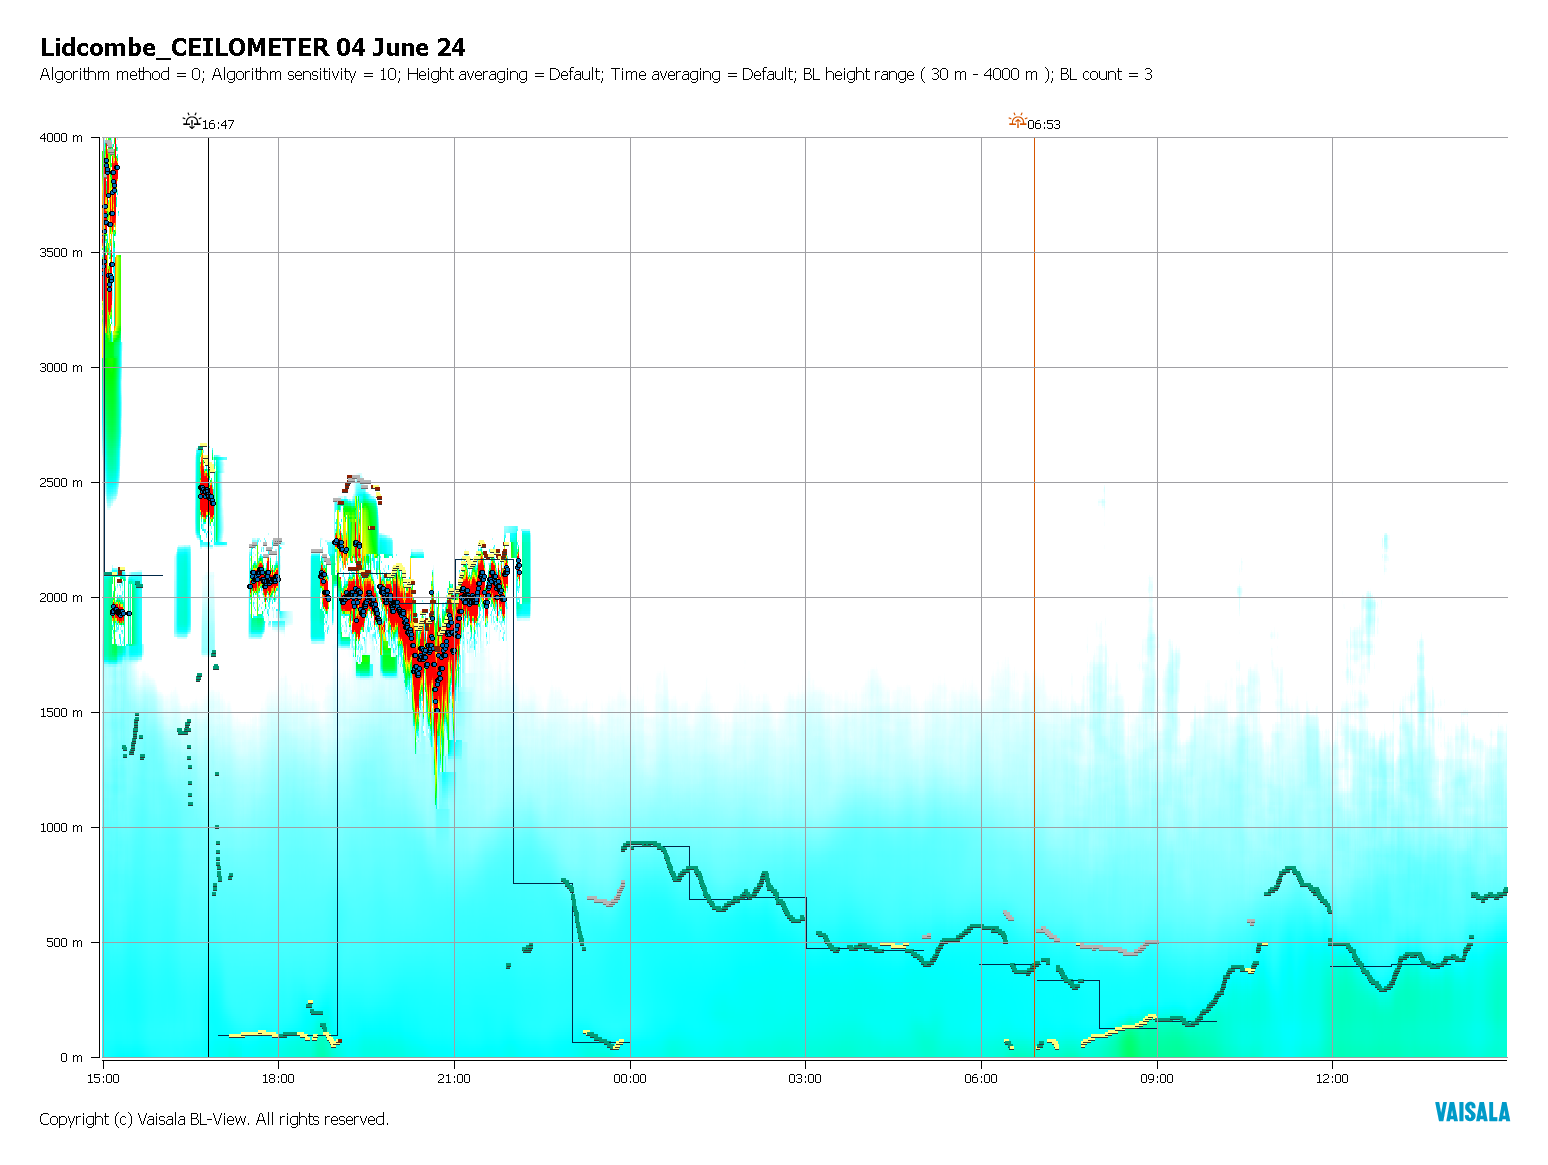 Lidcombe_CEILOMETER 04 June 24
Algorithm method = 0; Algorithm sensitivity = 10; Height averaging = Default; Time averaging = Default; BL height range ( 30 m - 4000 m ); BL count = 3
16:47
06:53
4000 m
3500 m
3000 m
2500 m
2000 m
1500 m
1000 m
500 m
0 m
15:00
18:00
21:00
00:00
03:00
06:00
09:00
12:00
Copyright (c) Vaisala BL-View. All rights reserved.
VAISALA